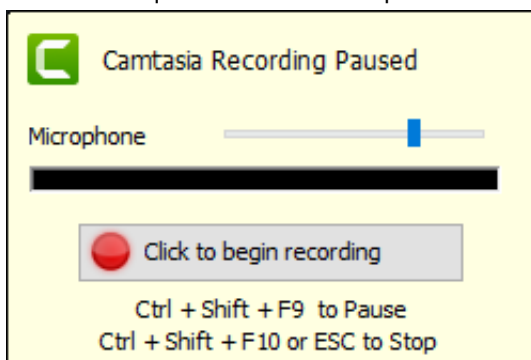 Camtasia Recording Paused
Microphone
Click to begin recording
Ctrl + Shift + F9 to Pause
Ctrl + Shift + F10 or ESC to Stop